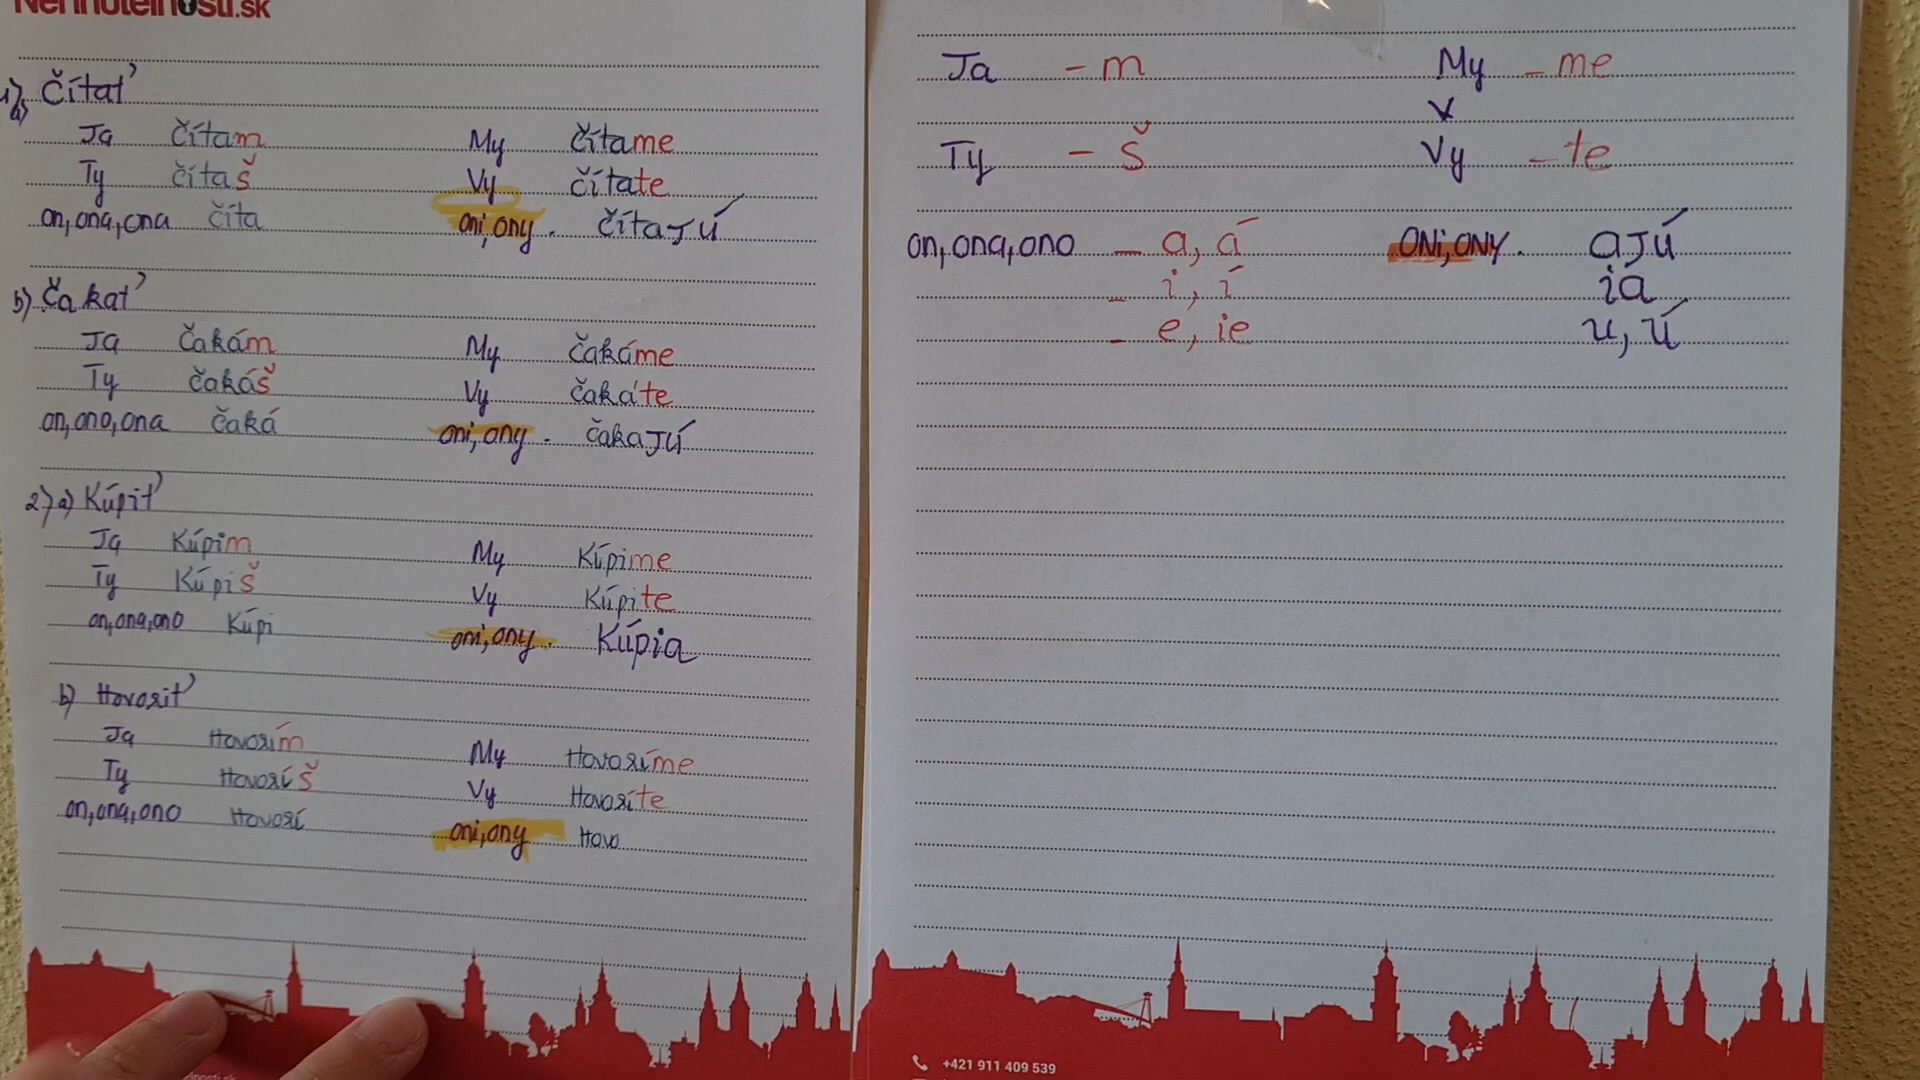 Nehnuteľnosti.sk
1) a) Čítať
Ja čítam My čítame
Ty čítaš Vy čítate
on, ona, ona číta oni, ony . čítaJÚ
b) Čakať
Ja čakám My čakáme
Ty čakáš Vy čakáte
on, ono, ona čaká oni, ony . čakaJÚ
2) a) Kúpiť
Ja Kúpim My Kúpime
Ty Kúpiš Vy Kúpite
on, ona, ono Kúpi oni, ony . Kúpia
b) Hovoriť
Ja Hovorím My Hovoríme
Ty Hovoríš Vy Hovoríte
on, ona, ono Hovorí oni, ony Hovo
Ja - m My - me
Ty - š Vy - te
on, ona, ono - a, á ONi, ONY . aJÚ
- i, í ia
- e, ie u, ú
+421 911 409 539